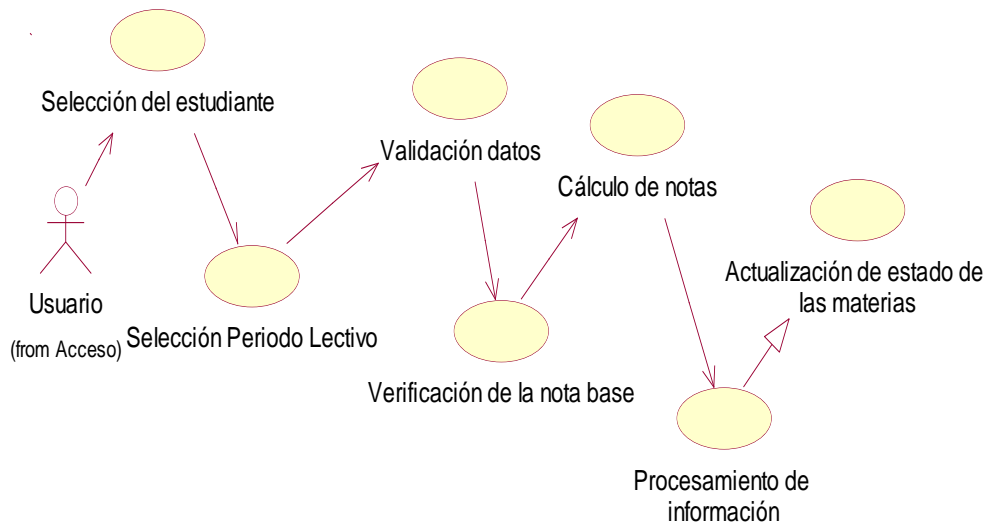 Selección del estudiante
Validación datos
Cálculo de notas
Actualización de estado de
las materias
Usuario
(from Acceso)
Selección Periodo Lectivo
Verificación de la nota base
Procesamiento de
información